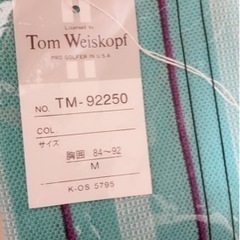 Licensed by
Tom Weiskopf
PRO GOLFER IN U.S.A.
NO. TM-92250
COL.
サイズ
胸囲 84〜92
M
K-OS 5795